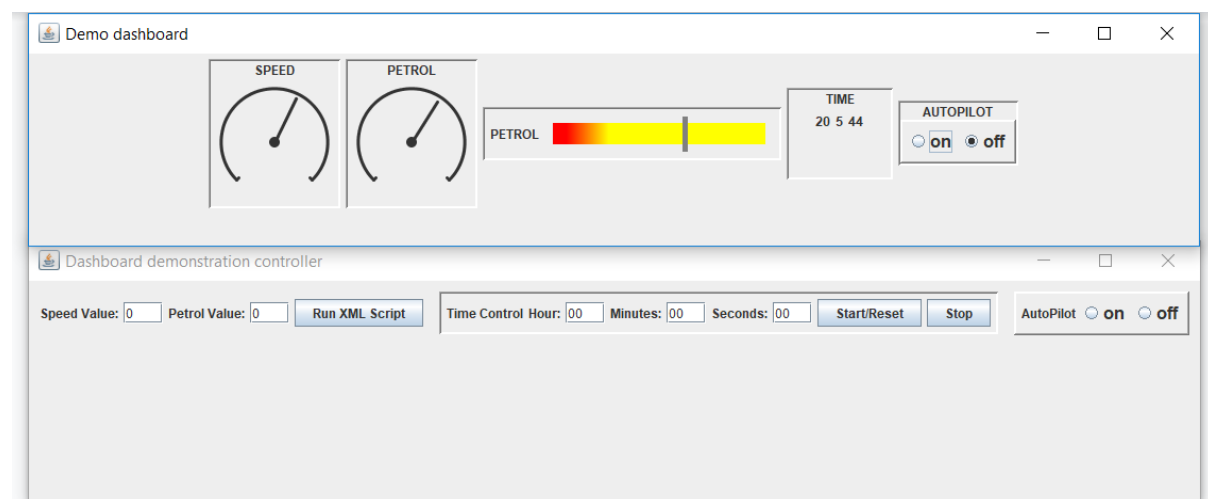 Demo dashboard
SPEED
PETROL
PETROL
TIME
20 5 44
AUTOPILOT
on off
Dashboard demonstration controller
Speed Value: 0 Petrol Value: 0 Run XML Script Time Control Hour: 00 Minutes: 00 Seconds: 00 Start/Reset Stop AutoPilot on off